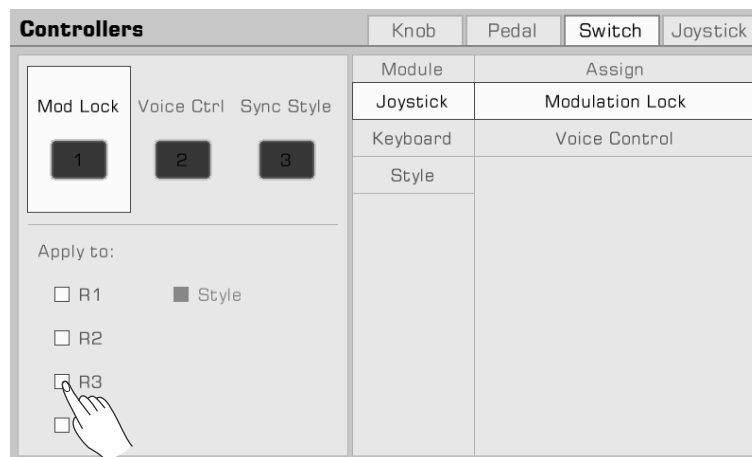 Controllers
Knob
Pedal
Switch
Joystick
Mod Lock
Voice Ctrl
Sync Style
1
2
3
Apply to:
R1
Style
R2
R3
Module
Assign
Joystick
Modulation Lock
Keyboard
Voice Control
Style